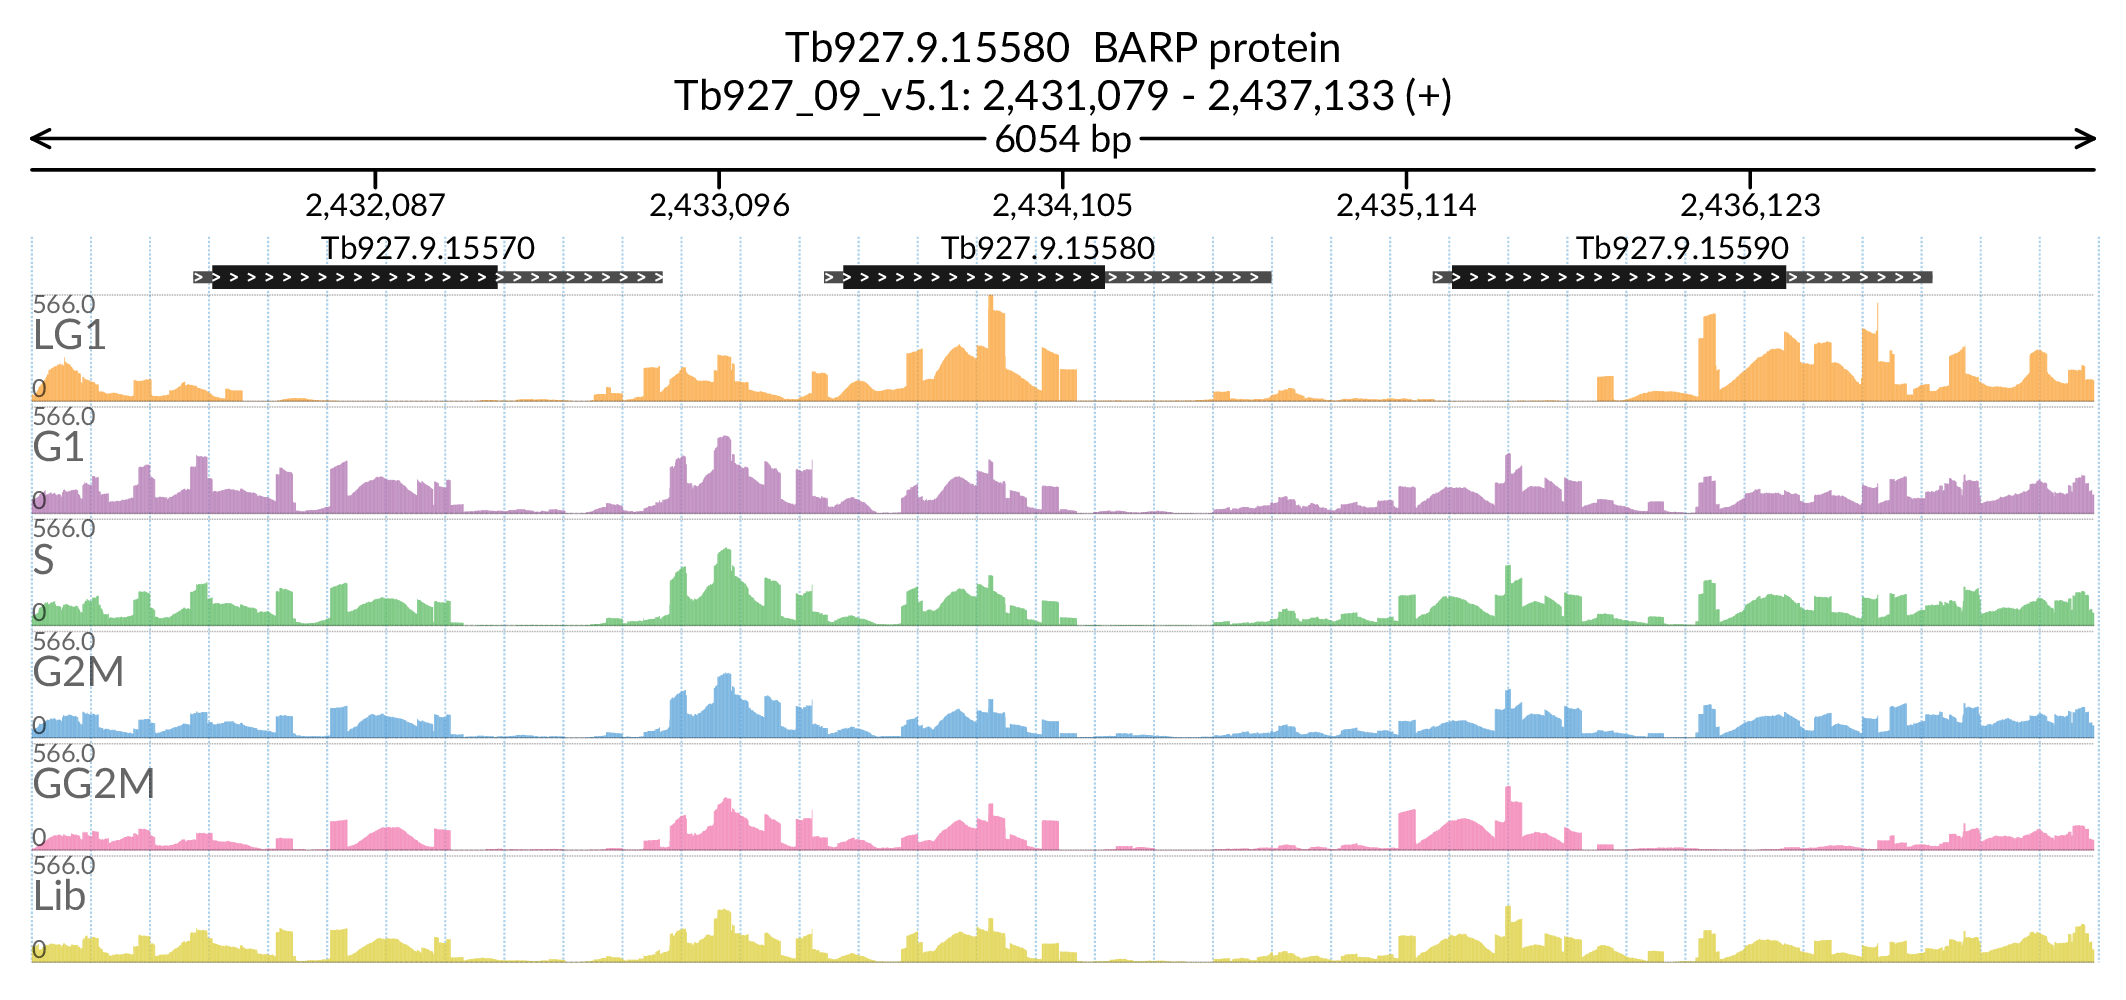 Tb927.9.15580  BARP protein
Tb927_09_v5.1: 2,431,079 - 2,437,133 (+)
6054 bp
2,432,087 2,433,096 2,434,105 2,435,114 2,436,123
Tb927.9.15570 Tb927.9.15580 Tb927.9.15590
566.0
LG1
0
566.0
G1
0
566.0
S
0
566.0
G2M
0
566.0
GG2M
0
566.0
Lib
0